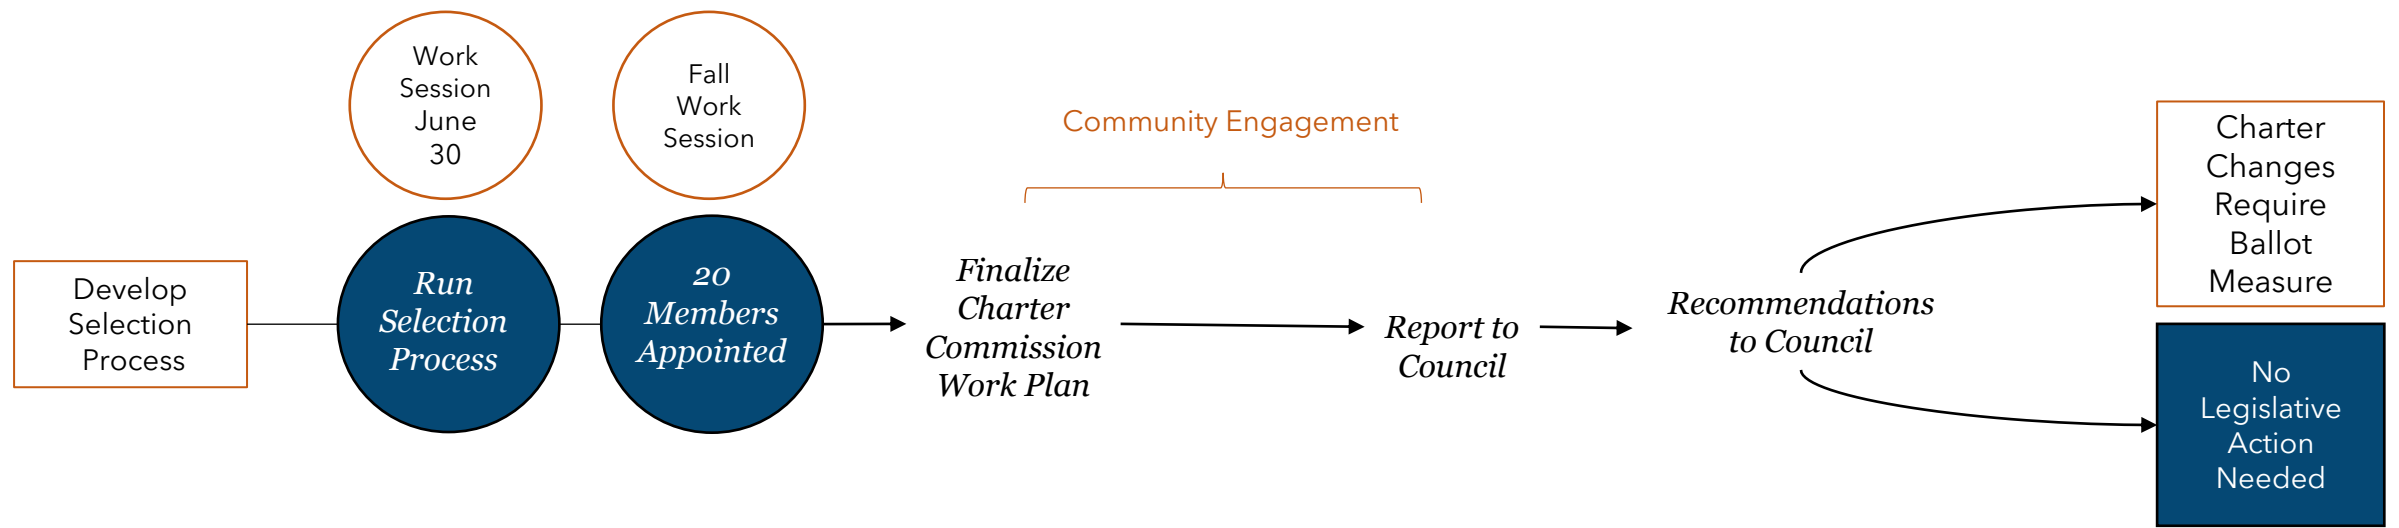 Work
Session
June
30
Fall
Work
Session
Community Engagement
Develop
Selection
Process
Run
Selection
Process
20
Members
Appointed
Finalize
Charter
Commission
Work Plan
Report to
Council
Recommendations
to Council
Charter
Changes
Require
Ballot
Measure
No
Legislative
Action
Needed